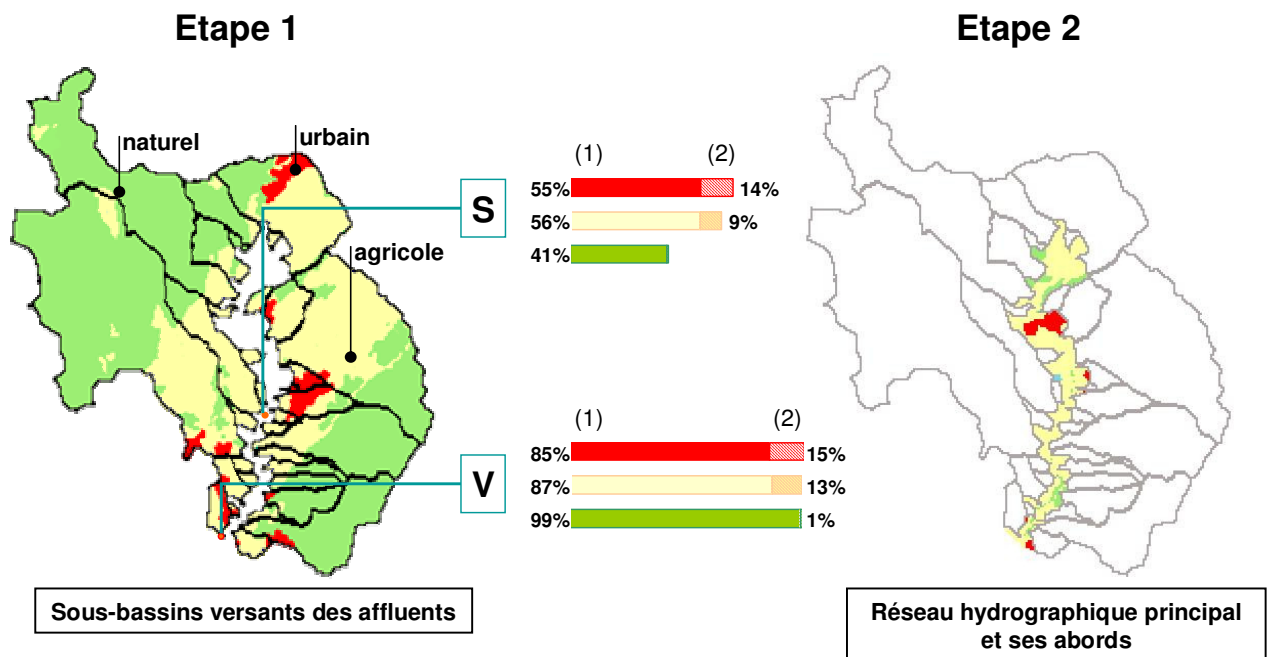 Etape 1
Etape 2
naturel
urbain
agricole
S
(1) (2)
55% 14%
56% 9%
41%
V
(1) (2)
85% 15%
87% 13%
99% 1%
Sous-bassins versants des affluents
Réseau hydrographique principal
et ses abords